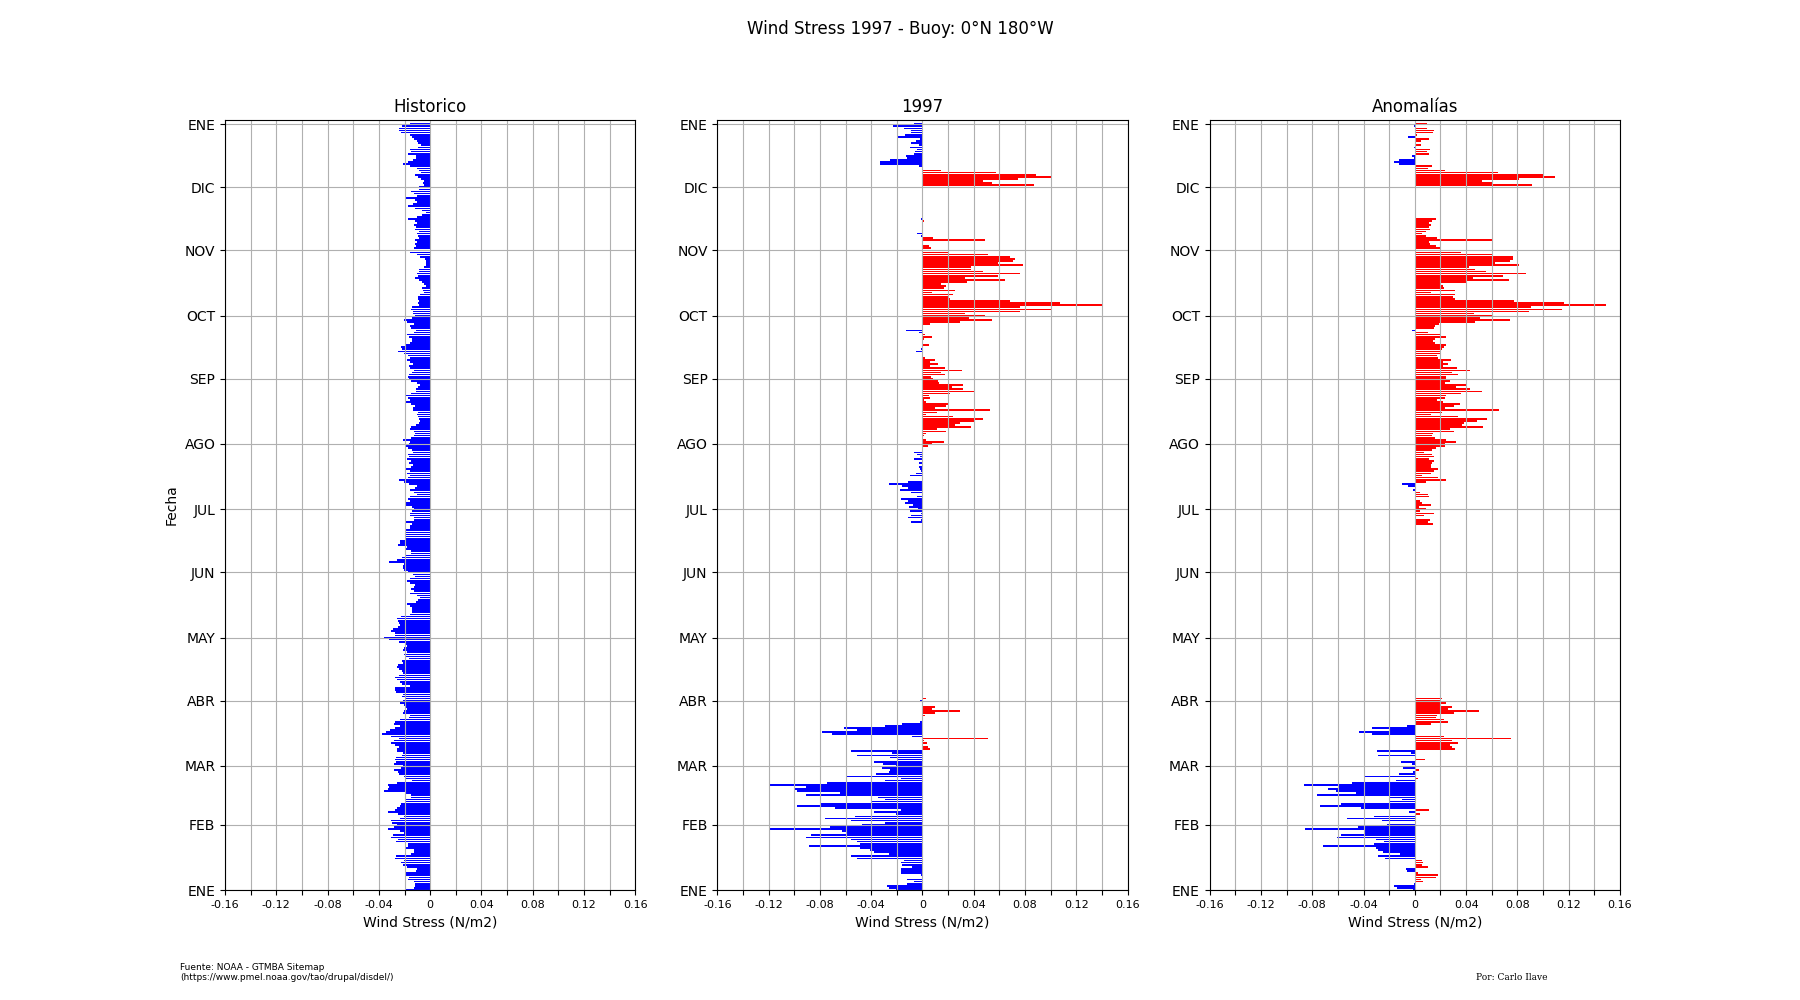 Wind Stress 1997 - Buoy: 0°N 180°W
Historico
ENE
DIC
NOV
OCT
SEP
AGO
JUL
JUN
MAY
ABR
MAR
FEB
ENE
Fecha
-0.16 -0.12 -0.08 -0.04 0 0.04 0.08 0.12 0.16
Wind Stress (N/m2)
1997
ENE
DIC
NOV
OCT
SEP
AGO
JUL
JUN
MAY
ABR
MAR
FEB
ENE
-0.16 -0.12 -0.08 -0.04 0 0.04 0.08 0.12 0.16
Wind Stress (N/m2)
Anomalías
ENE
DIC
NOV
OCT
SEP
AGO
JUL
JUN
MAY
ABR
MAR
FEB
ENE
-0.16 -0.12 -0.08 -0.04 0 0.04 0.08 0.12 0.16
Wind Stress (N/m2)
Fuente: NOAA - GTMBA Sitemap
(https://www.pmel.noaa.gov/tao/drupal/disdel/)
Por: Carlo Ilave